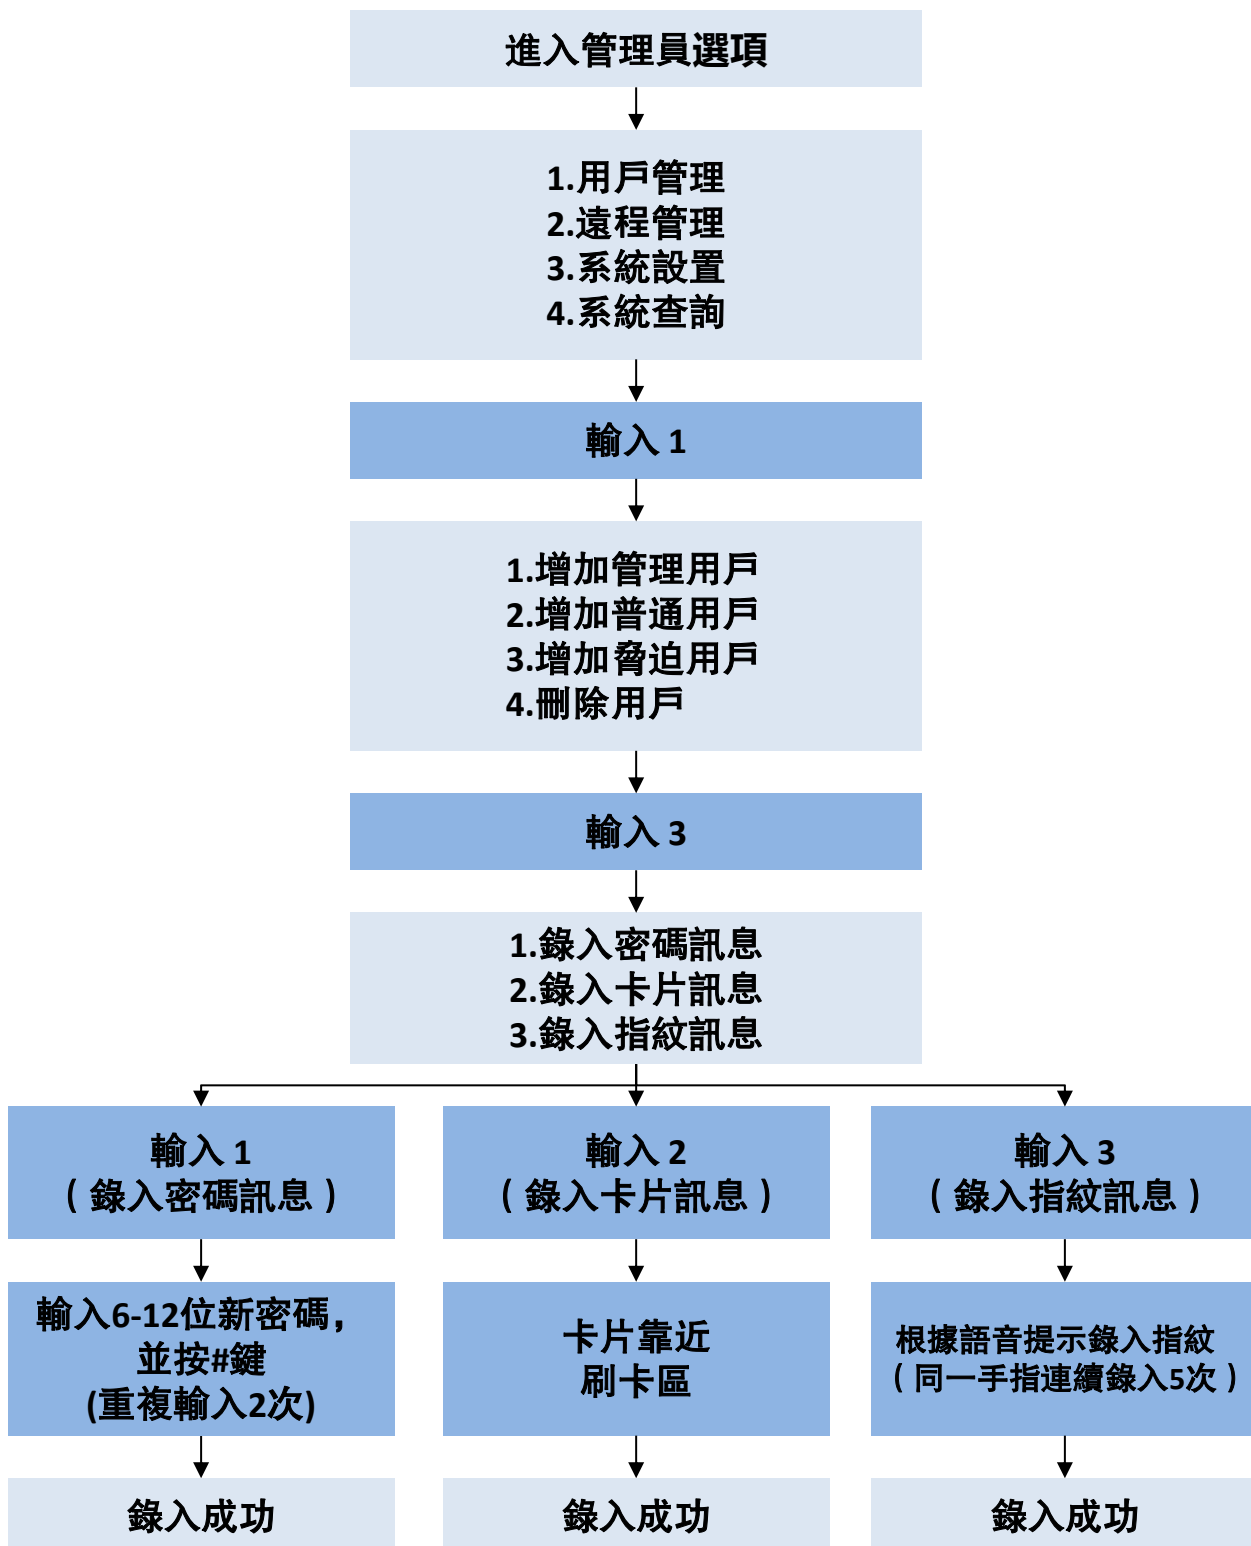 進入管理員選項
1.用戶管理
2.遠程管理
3.系統設置
4.系統查詢
輸入 1
1.增加管理用戶
2.增加普通用戶
3.增加脅迫用戶
4.刪除用戶
輸入 3
1.錄入密碼訊息
2.錄入卡片訊息
3.錄入指紋訊息
輸入 1
（錄入密碼訊息）
輸入 2
（錄入卡片訊息）
輸入 3
（錄入指紋訊息）
輸入6-12位新密碼，
並按#鍵
(重複輸入2次)
卡片靠近
刷卡區
根據語音提示錄入指紋
（同一手指連續錄入5次）
錄入成功
錄入成功
錄入成功